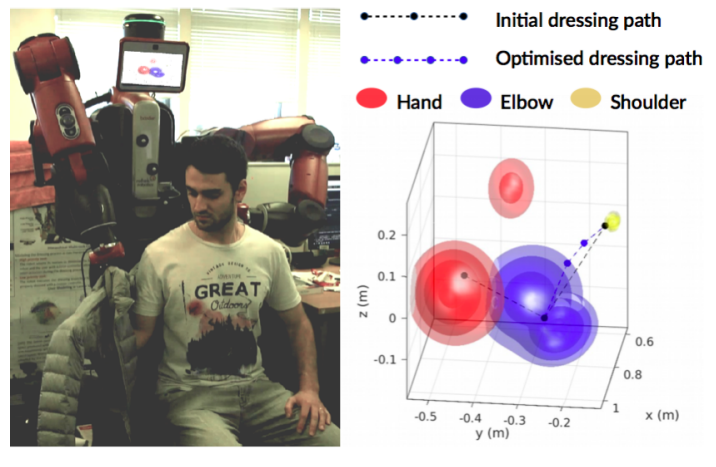 Initial dressing path
Optimised dressing path
Hand Elbow Shoulder
GREAT
Outdoors
0.2
0.1
0
-0.1
z (m)
-0.5
-0.4
-0.3
-0.2
y (m)
0.6
0.8
1
x (m)